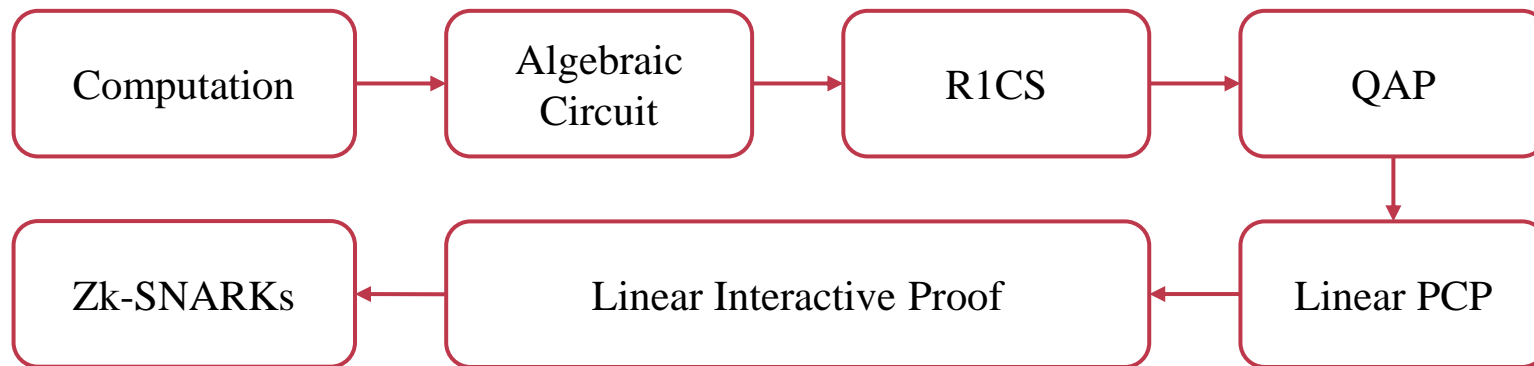 Computation
Algebraic
Circuit
R1CS
QAP
Zk-SNARKs
Linear Interactive Proof
Linear PCP